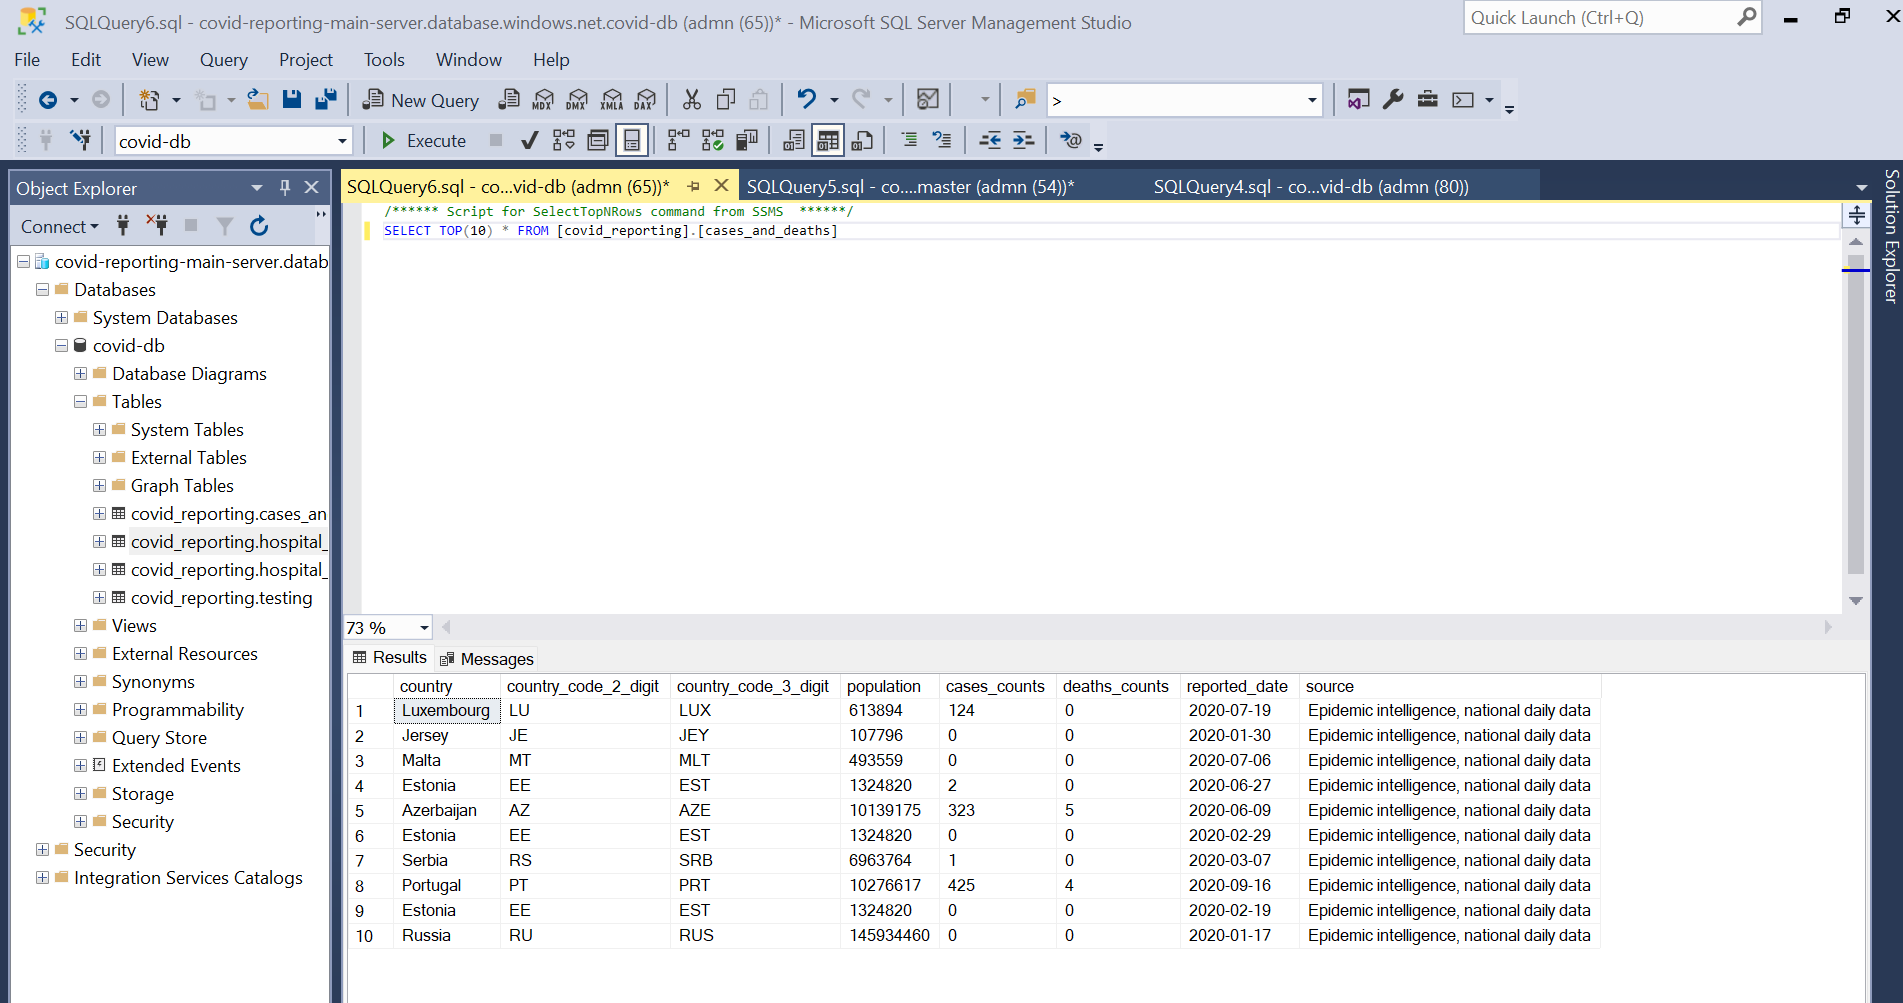 SQLQuery6.sql - covid-reporting-main-server.database.windows.net.covid-db (admn (65))* - Microsoft SQL Server Management Studio
Quick Launch (Ctrl+Q)
File Edit View Query Project Tools Window Help
New Query MDX DMX XMLA DAX >
covid-db Execute
Object Explorer
Connect
covid-reporting-main-server.datab
Databases
System Databases
covid-db
Database Diagrams
Tables
System Tables
External Tables
Graph Tables
covid_reporting.cases_an
covid_reporting.hospital_
covid_reporting.hospital_
covid_reporting.testing
Views
External Resources
Synonyms
Programmability
Query Store
Extended Events
Storage
Security
Security
Integration Services Catalogs
SQLQuery6.sql - co...vid-db (admn (65))* SQLQuery5.sql - co....master (admn (54))* SQLQuery4.sql - co...vid-db (admn (80))
/****** Script for SelectTopNRows command from SSMS  ******/
SELECT TOP(10) * FROM [covid_reporting].[cases_and_deaths]
73 %
Results Messages
country country_code_2_digit country_code_3_digit population cases_counts deaths_counts reported_date source
1 Luxembourg LU LUX 613894 124 0 2020-07-19 Epidemic intelligence, national daily data
2 Jersey JE JEY 107796 0 0 2020-01-30 Epidemic intelligence, national daily data
3 Malta MT MLT 493559 0 0 2020-07-06 Epidemic intelligence, national daily data
4 Estonia EE EST 1324820 2 0 2020-06-27 Epidemic intelligence, national daily data
5 Azerbaijan AZ AZE 10139175 323 5 2020-06-09 Epidemic intelligence, national daily data
6 Estonia EE EST 1324820 0 0 2020-02-29 Epidemic intelligence, national daily data
7 Serbia RS SRB 6963764 1 0 2020-03-07 Epidemic intelligence, national daily data
8 Portugal PT PRT 10276617 425 4 2020-09-16 Epidemic intelligence, national daily data
9 Estonia EE EST 1324820 0 0 2020-02-19 Epidemic intelligence, national daily data
10 Russia RU RUS 145934460 0 0 2020-01-17 Epidemic intelligence, national daily data
Solution Explorer